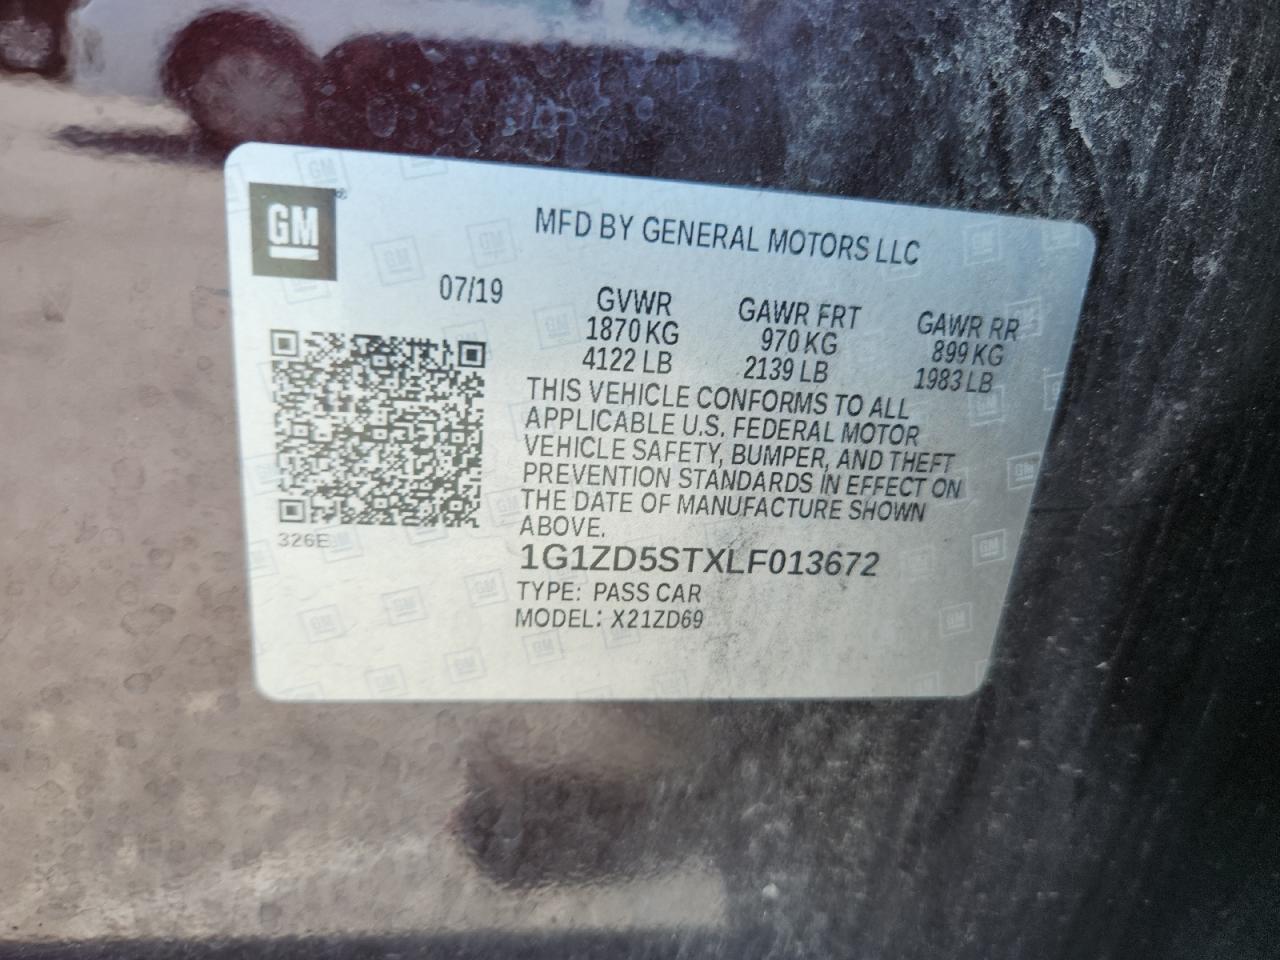 GM
MFD BY GENERAL MOTORS LLC
07/19
GVWR
1870 KG
4122 LB
GAWR FRT
970 KG
2139 LB
GAWR RR
899 KG
1983 LB
THIS VEHICLE CONFORMS TO ALL
APPLICABLE U.S. FEDERAL MOTOR
VEHICLE SAFETY, BUMPER, AND THEFT
PREVENTION STANDARDS IN EFFECT ON
THE DATE OF MANUFACTURE SHOWN
ABOVE.
326E
1G1ZD5STXLF013672
TYPE: PASS CAR
MODEL: X21ZD69